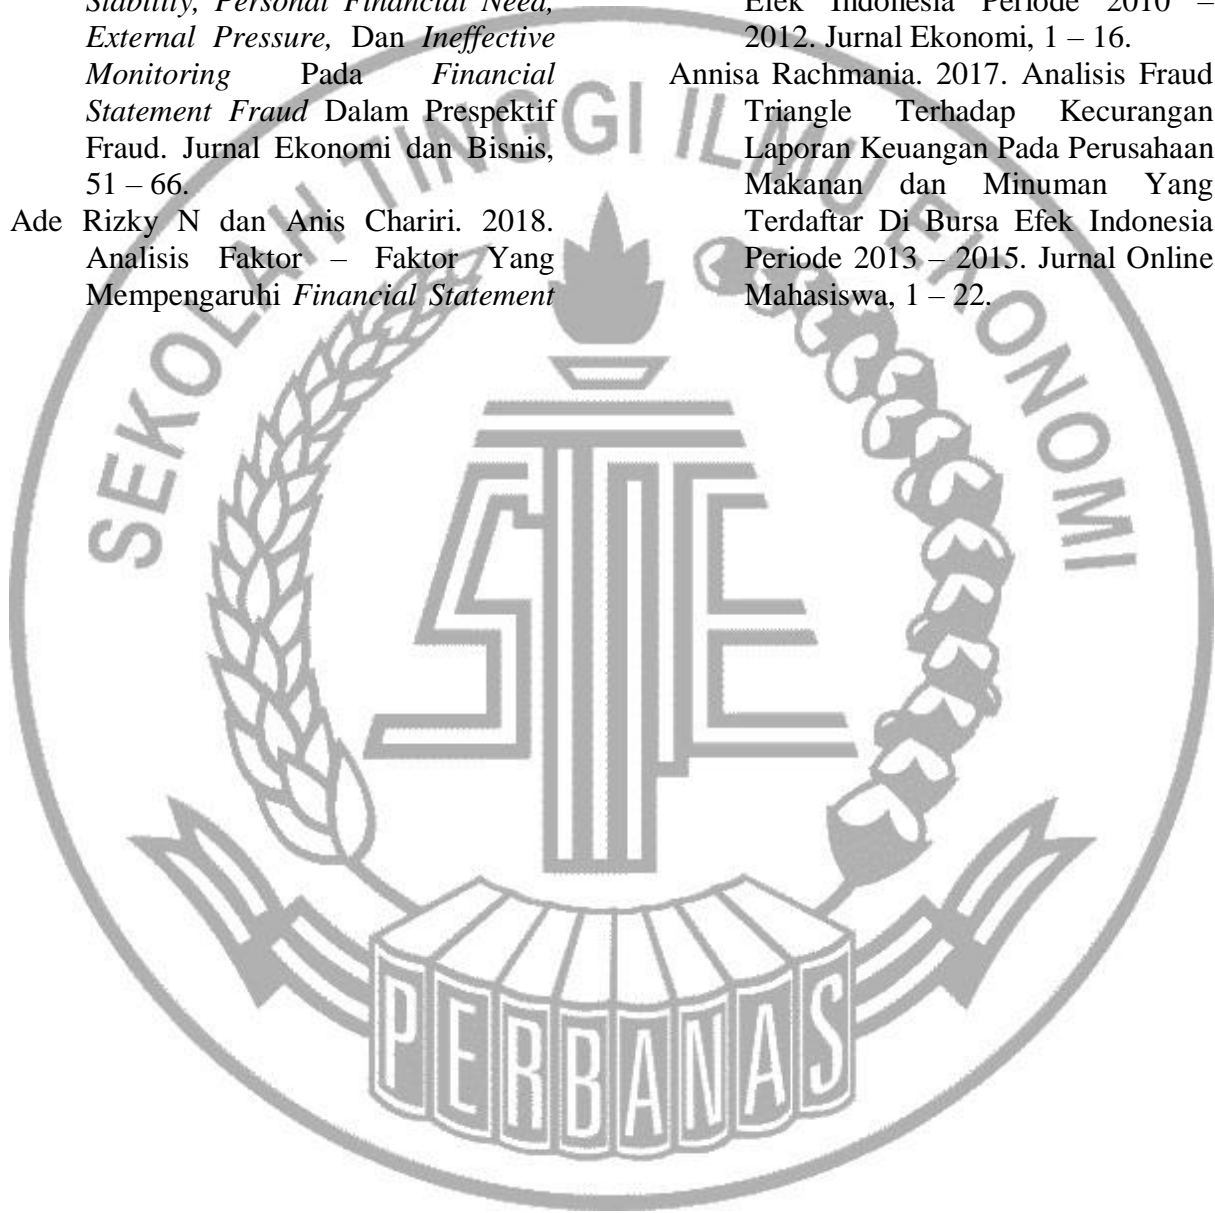 Stability, Personal Financial Need,
External Pressure, Dan Ineffective
Monitoring Pada Financial
Statement Fraud Dalam Prespektif
Fraud. Jurnal Ekonomi dan Bisnis,
51 – 66.
Ade Rizky N dan Anis Chariri. 2018.
Analisis Faktor – Faktor Yang
Mempengaruhi Financial Statement
Efek Indonesia Periode 2010 –
2012. Jurnal Ekonomi, 1 – 16.
Annisa Rachmania. 2017. Analisis Fraud
Triangle Terhadap Kecurangan
Laporan Keuangan Pada Perusahaan
Makanan dan Minuman Yang
Terdaftar Di Bursa Efek Indonesia
Periode 2013 – 2015. Jurnal Online
Mahasiswa, 1 – 22.
SEKOLAH TINGGI ILMU EKONOMI
STIE
PERBANAS